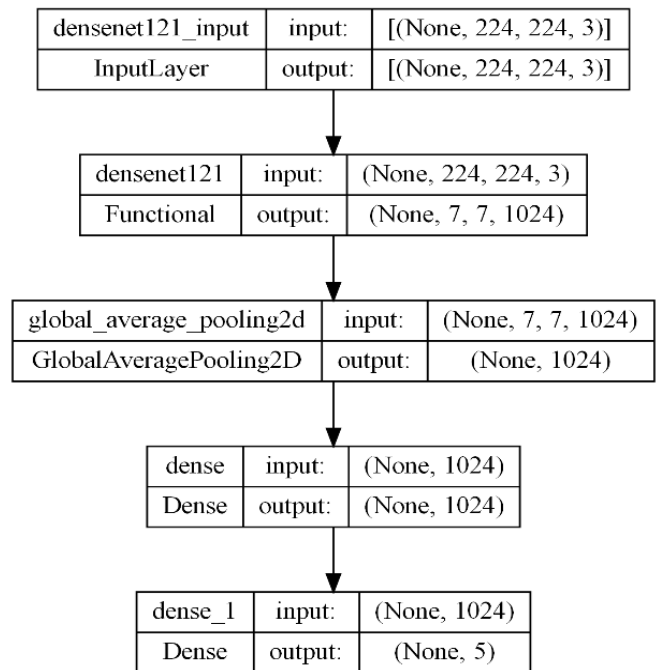 densenet121_input input: [(None, 224, 224, 3)]
InputLayer output: [(None, 224, 224, 3)]
densenet121 input: (None, 224, 224, 3)
Functional output: (None, 7, 7, 1024)
global_average_pooling2d input: (None, 7, 7, 1024)
GlobalAveragePooling2D output: (None, 1024)
dense input: (None, 1024)
Dense output: (None, 1024)
dense_1 input: (None, 1024)
Dense output: (None, 5)